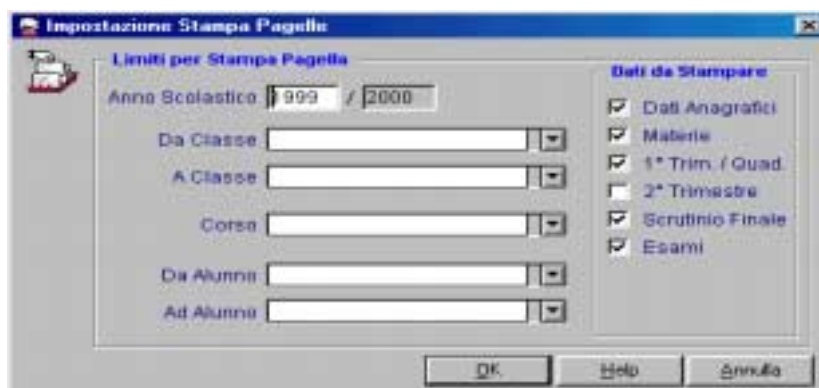 Impostazione Stampa Pagelle
Limiti per Stampa Pagella
Anno Scolastico 1999 / 2000
Da Classe
A Classe
Corso
Da Alunno
Ad Alunno
Dati da Stampare
Dati Anagrafici
Materie
1° Trim. / Quad.
2° Trimestre
Scrutinio Finale
Esami
OK Help Annulla